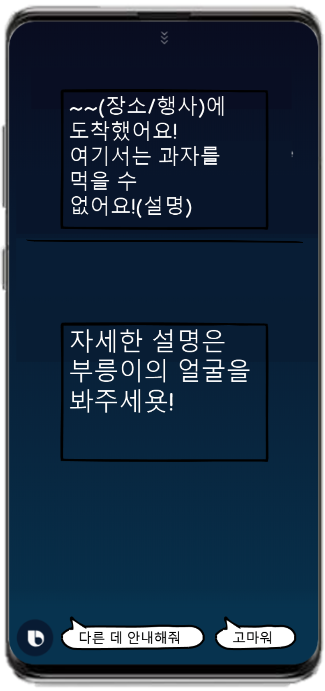 ~~(장소/행사)에
도착했어요!
여기서는 과자를
먹을 수
없어요!(설명)
자세한 설명은
부릉이의 얼굴을
봐주세욧!
다른 데 안내해줘
고마워